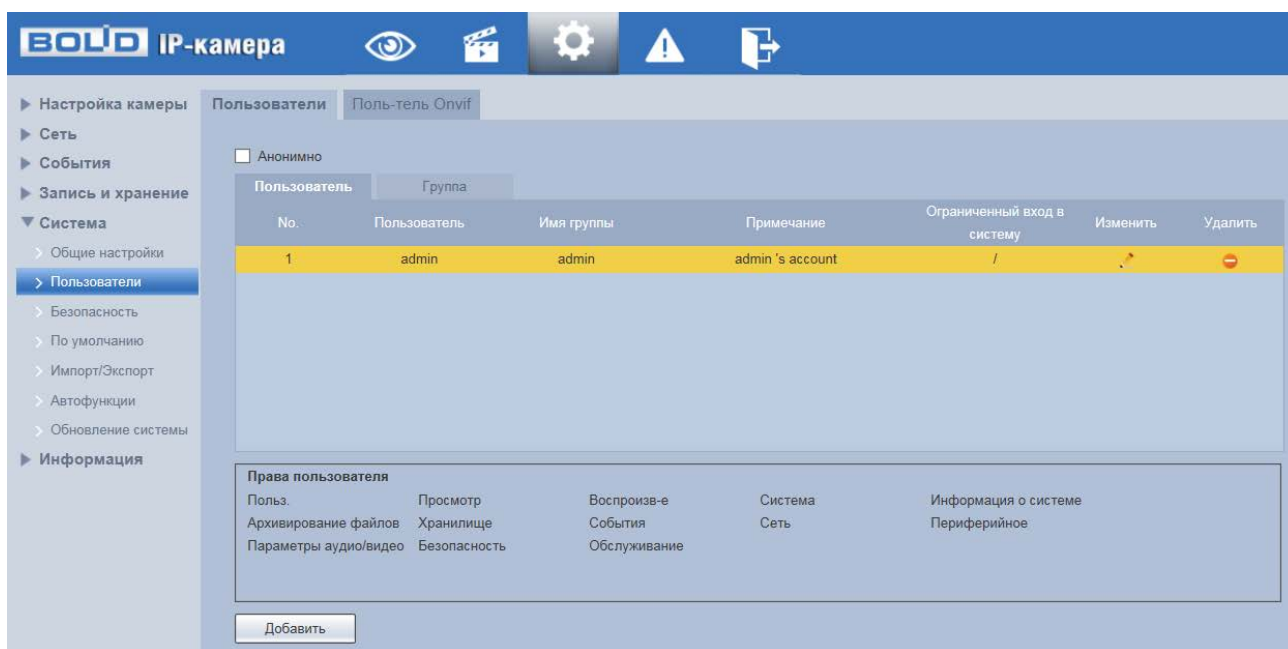 BOLID IP-камера
Настройка камеры
Сеть
События
Запись и хранение
Система
Общие настройки
Пользователи
Безопасность
По умолчанию
Импорт/Экспорт
Автофункции
Обновление системы
Информация
Пользователи Поль-тель Onvif
Анонимно
Пользователь Группа
No. Пользователь Имя группы Примечание Ограниченный вход в систему Изменить Удалить
1 admin admin admin 's account /
Права пользователя
Польз. Просмотр Воспроизв-е Система Информация о системе
Архивирование файлов Хранилище События Сеть Периферийное
Параметры аудио/видео Безопасность Обслуживание
Добавить